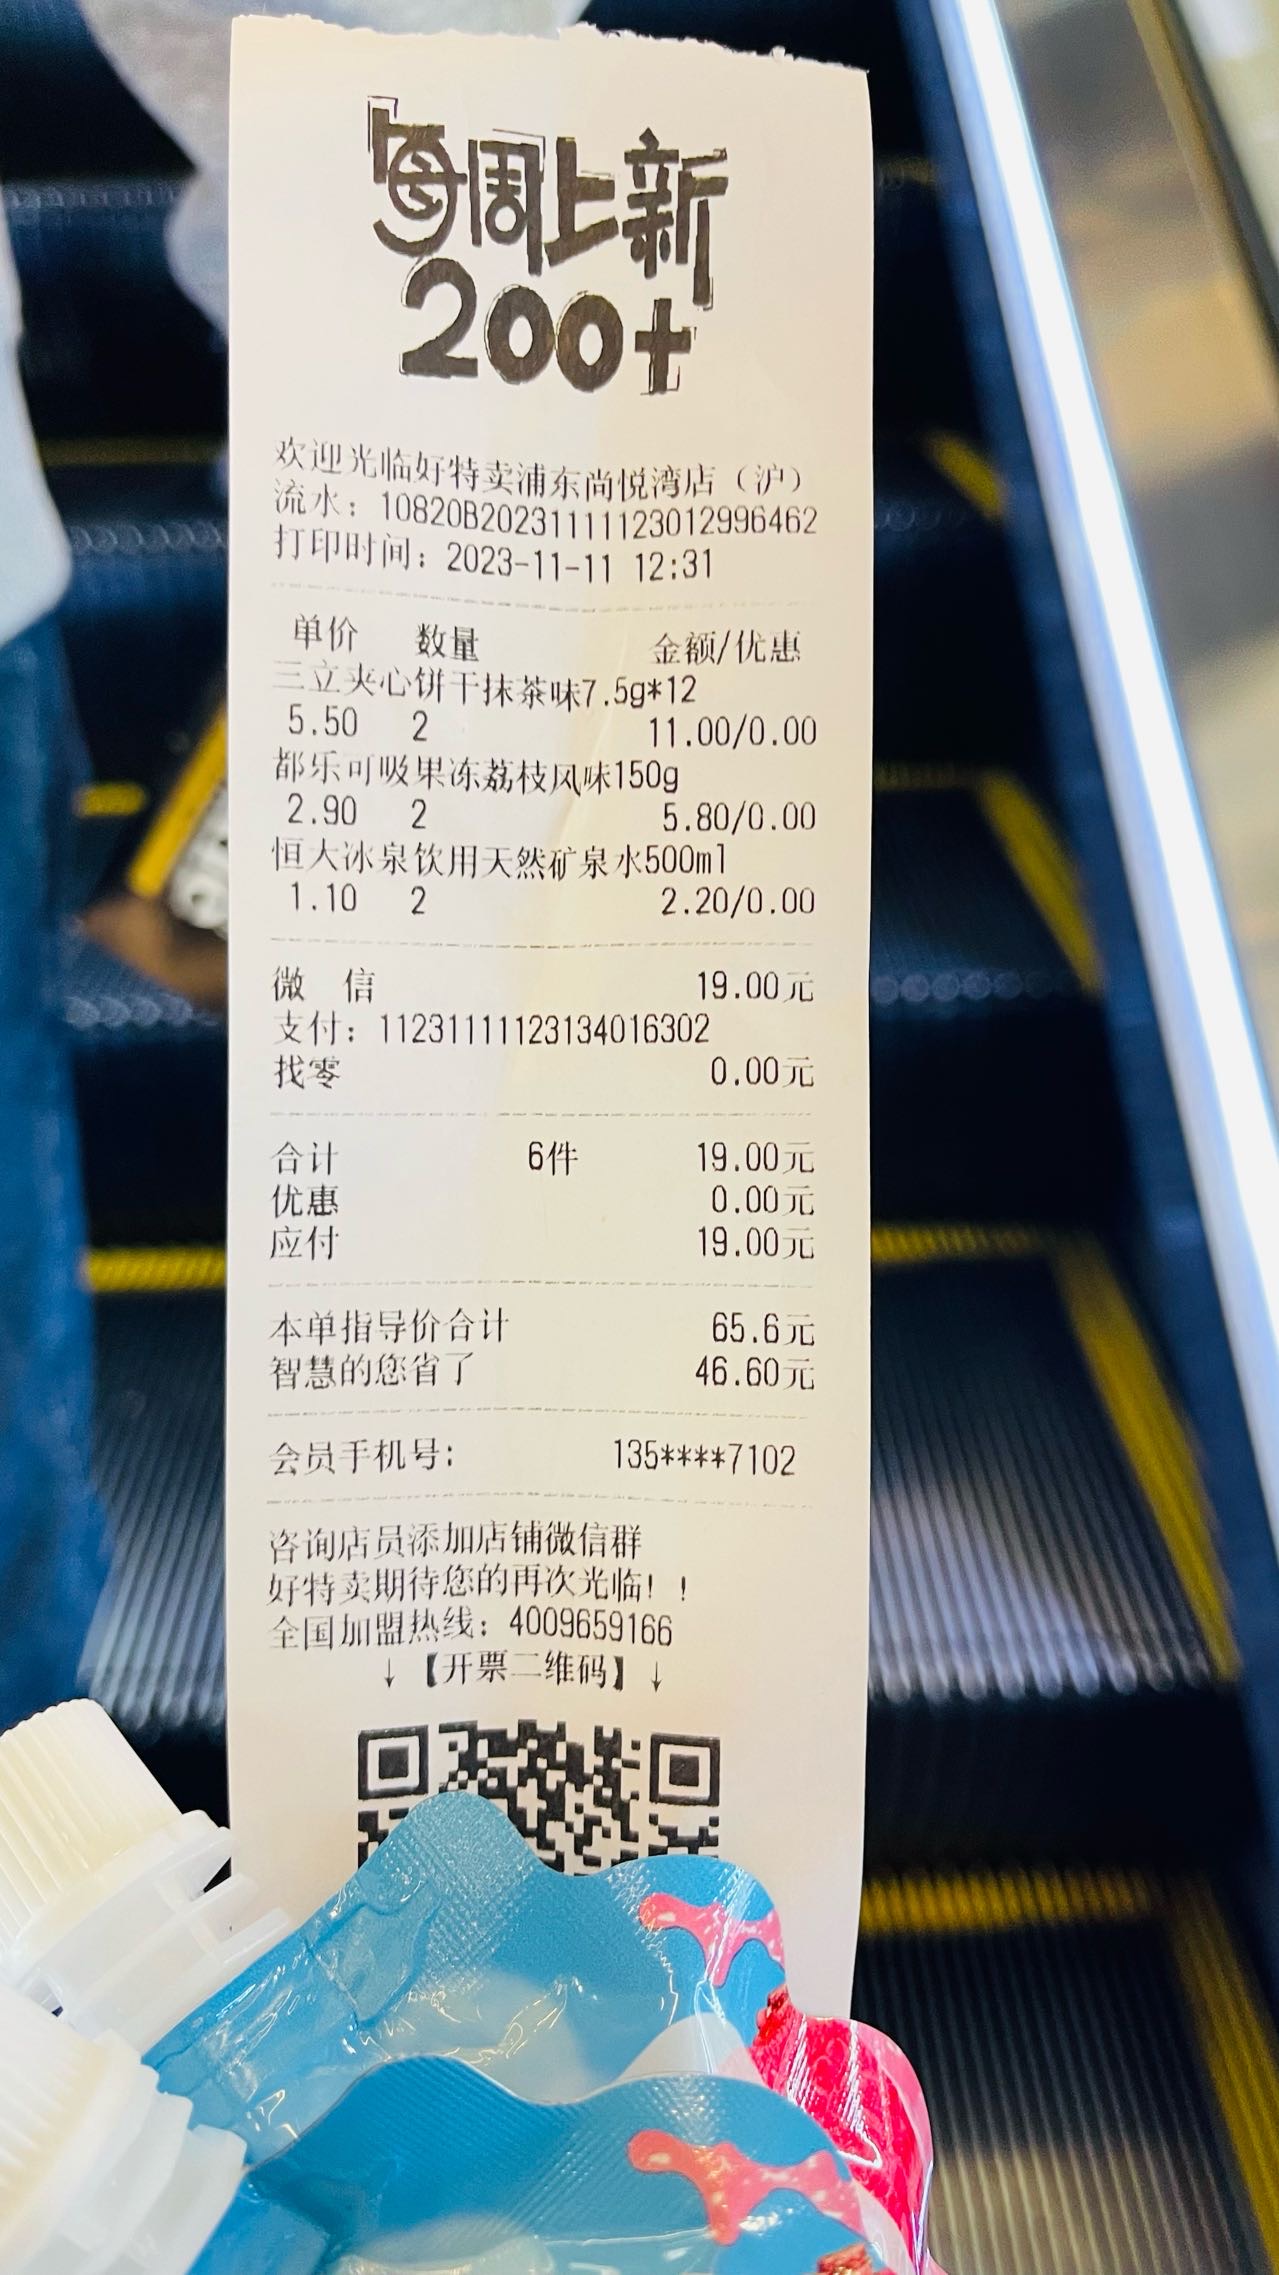 每周上新
200+
欢迎光临好特卖浦东尚悦湾店（沪）
流水：10820B20231111123012996462
打印时间：2023-11-11 12:31
单价 数量 金额/优惠
三立夹心饼干抹茶味7.5g*12
5.50 2 11.00/0.00
都乐可吸果冻荔枝风味150g
2.90 2 5.80/0.00
恒大冰泉饮用天然矿泉水500ml
1.10 2 2.20/0.00
微 信 19.00元
支付：11231111123134016302
找零 0.00元
合计 6件 19.00元
优惠 0.00元
应付 19.00元
本单指导价合计 65.6元
智慧的您省了 46.60元
会员手机号： 135****7102
咨询店员添加店铺微信群
好特卖期待您的再次光临！！
全国加盟热线：4009659166
↓【开票二维码】↓